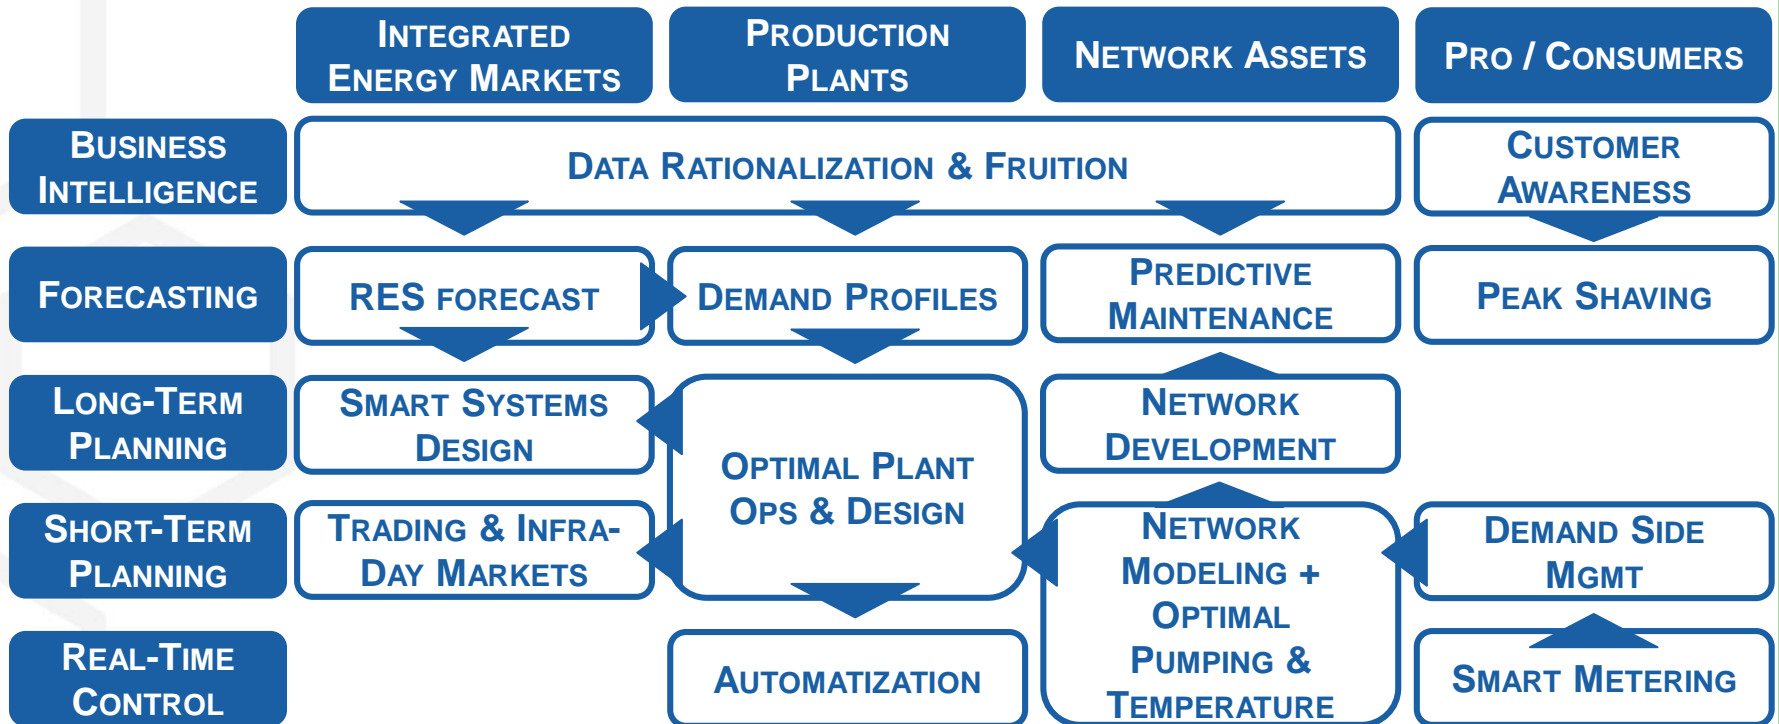 INTEGRATED
ENERGY MARKETS
PRODUCTION
PLANTS
NETWORK ASSETS
PRO / CONSUMERS
BUSINESS
INTELLIGENCE
DATA RATIONALIZATION & FRUITION
CUSTOMER
AWARENESS
FORECASTING
RES FORECAST
DEMAND PROFILES
PREDICTIVE
MAINTENANCE
PEAK SHAVING
LONG-TERM
PLANNING
SMART SYSTEMS
DESIGN
OPTIMAL PLANT
OPS & DESIGN
NETWORK
DEVELOPMENT
SHORT-TERM
PLANNING
TRADING & INFRA-
DAY MARKETS
NETWORK
MODELING +
OPTIMAL
PUMPING &
TEMPERATURE
DEMAND SIDE
MGMT
REAL-TIME
CONTROL
AUTOMATIZATION
SMART METERING